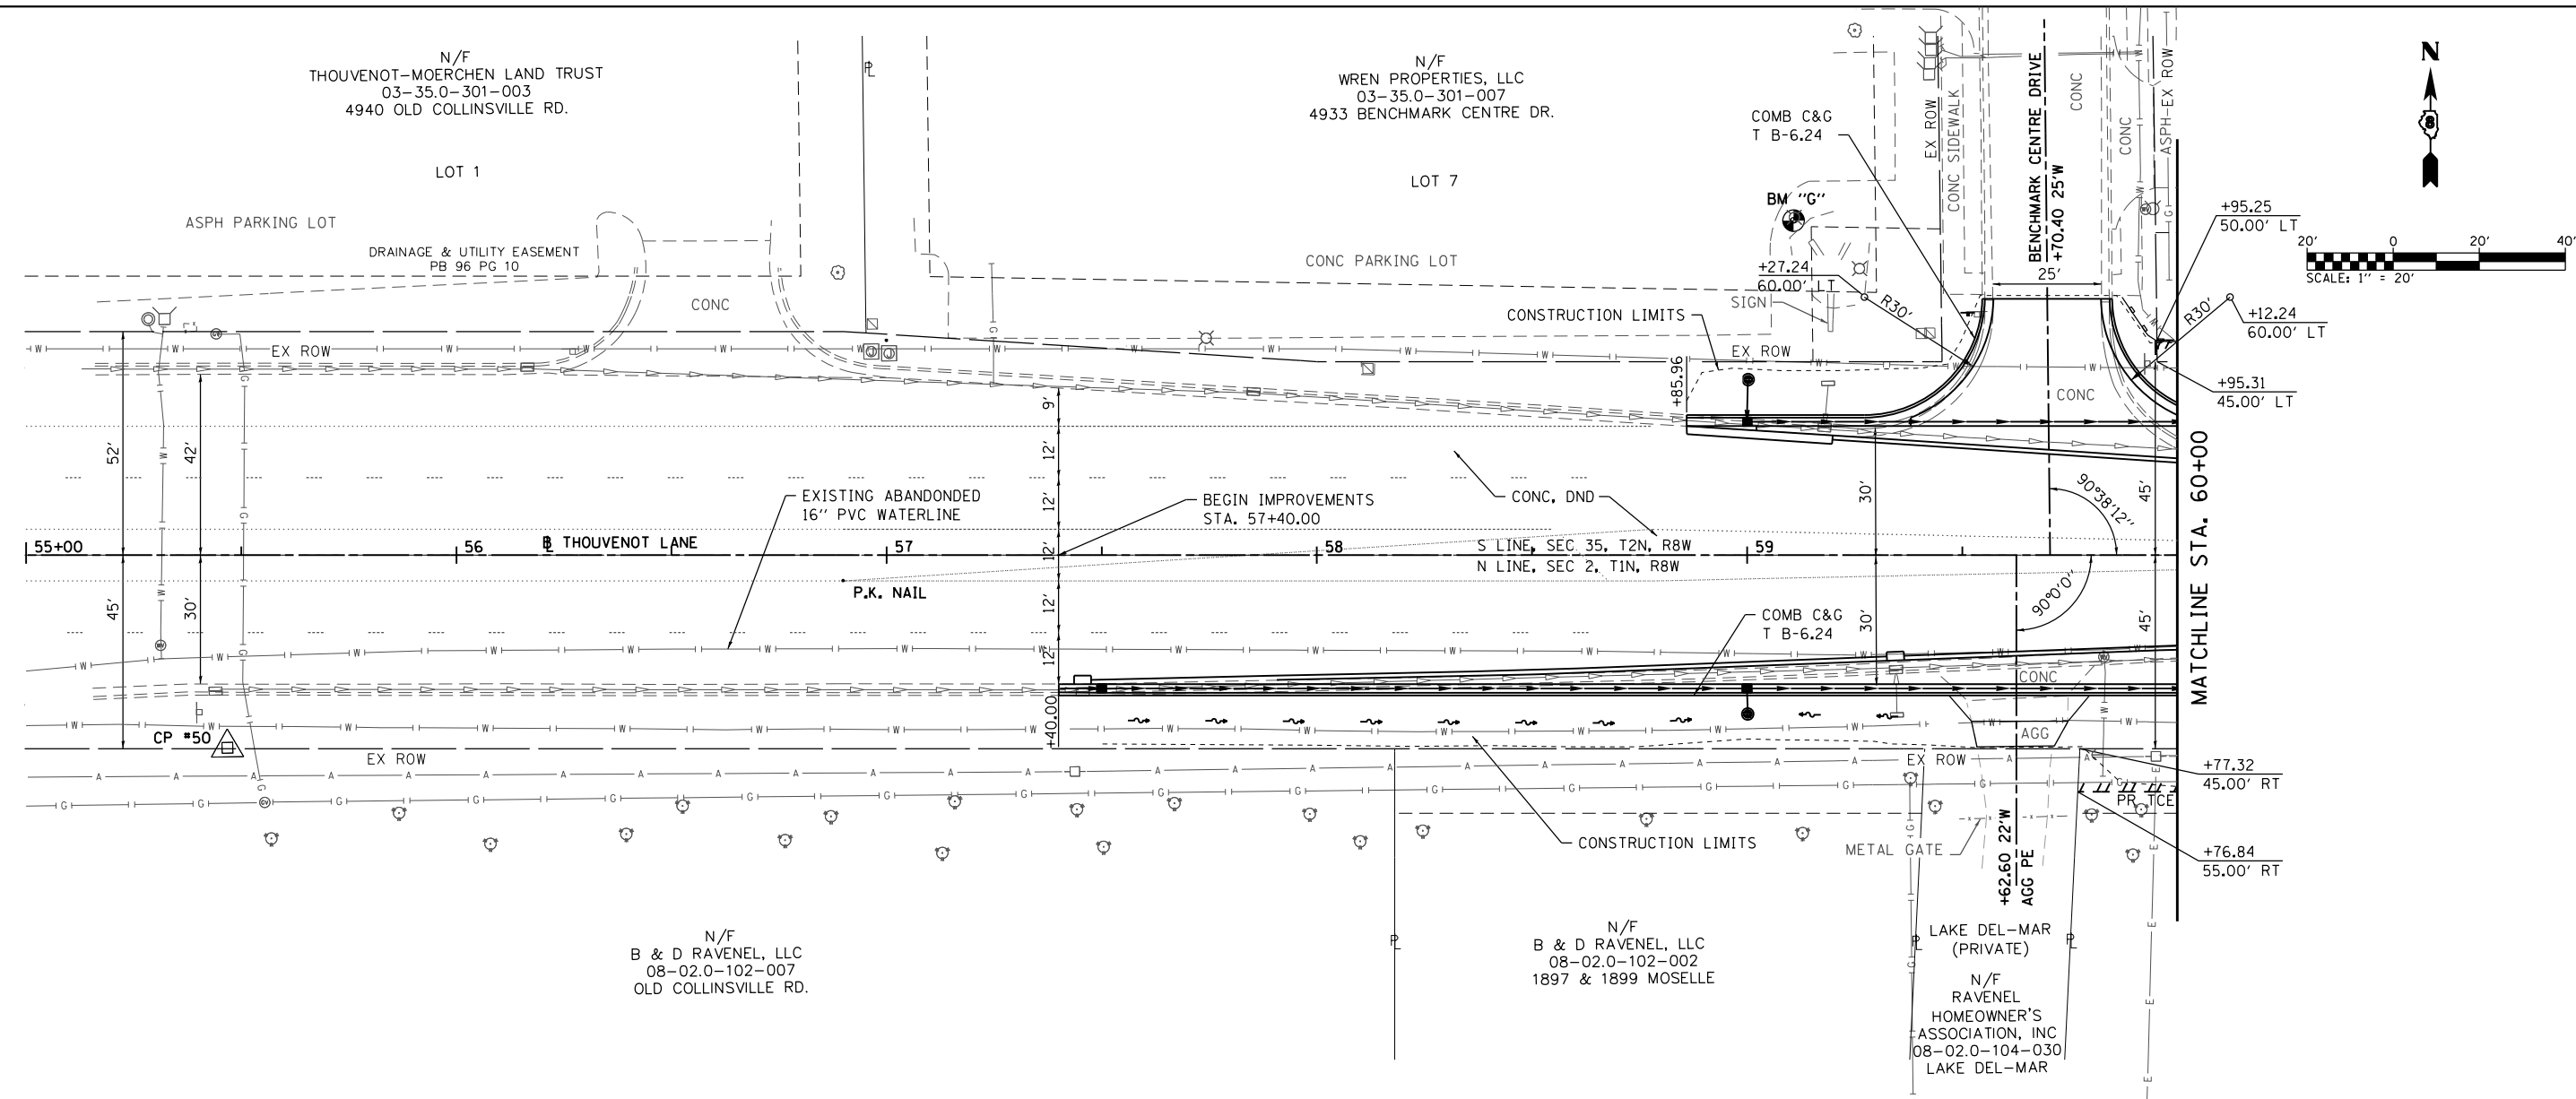 N/F
THOUVENOT-MOERCHEN LAND TRUST
03-35.0-301-003
4940 OLD COLLINSVILLE RD.
LOT 1
ASPH PARKING LOT
DRAINAGE & UTILITY EASEMENT
PB 96 PG 10
CONC
EX ROW
PL
N/F
WREN PROPERTIES, LLC
03-35.0-301-007
4933 BENCHMARK CENTRE DR.
LOT 7
CONC PARKING LOT
COMB C&G
T B-6.24
BM "G"
+27.24
60.00' LT
SIGN
R30'
CONSTRUCTION LIMITS
EX ROW
+85.96
EX ROW
CONC SIDEWALK
BENCHMARK CENTRE DRIVE
+70.40 25'W
25'
CONC
CONC
ASPH-EX ROW
CONC
N
8
+95.25
50.00' LT
20' 0 20' 40'
SCALE: 1" = 20'
R30'
+12.24
60.00' LT
+95.31
45.00' LT
52'
42'
45'
30'
9'
12'
12'
12'
12'
12'
+40.00
EXISTING ABANDONED
16" PVC WATERLINE
BEGIN IMPROVEMENTS
STA. 57+40.00
CONC, DND
30'
30'
45'
45'
90°38'12"
90°0'0"
55+00
56
BL THOUVENOT LANE
57
58
59
S LINE, SEC 35, T2N, R8W
N LINE, SEC 2, T1N, R8W
P.K. NAIL
COMB C&G
T B-6.24
MATCHLINE STA. 60+00
CP #50
EX ROW
CONC
AGG
EX ROW
+77.32
45.00' RT
PR TCE
CONSTRUCTION LIMITS
METAL GATE
+76.84
55.00' RT
+62.60 22'W
AGG PE
N/F
B & D RAVENEL, LLC
08-02.0-102-007
OLD COLLINSVILLE RD.
PL
N/F
B & D RAVENEL, LLC
08-02.0-102-002
1897 & 1899 MOSELLE
PL
LAKE DEL-MAR
(PRIVATE)
PL
N/F
RAVENEL
HOMEOWNER'S
ASSOCIATION, INC
08-02.0-104-030
LAKE DEL-MAR